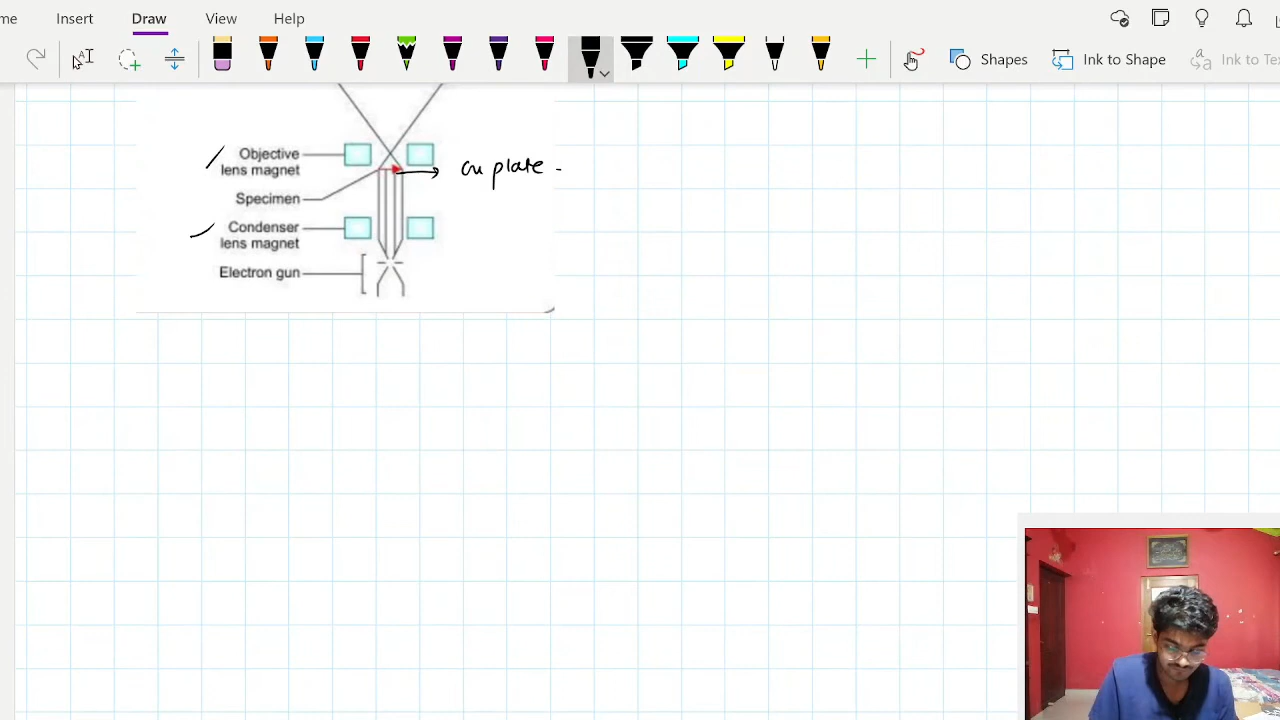 me Insert Draw View Help
Shapes Ink to Shape Ink to Tex
Objective
lens magnet
cu plate -
Specimen
Condenser
lens magnet
Electron gun